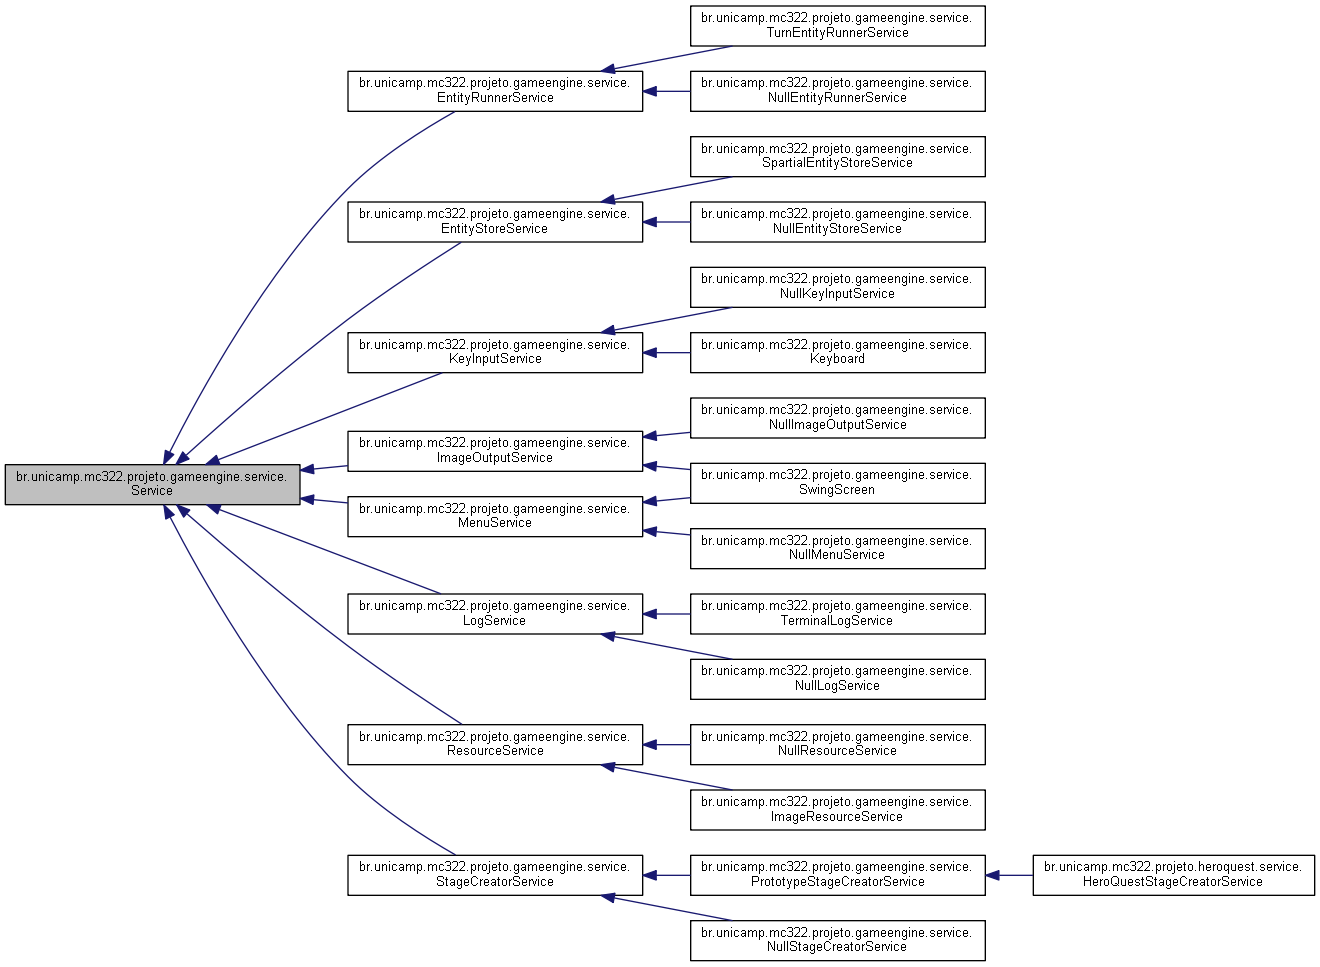 br.unicamp.mc322.projeto.gameengine.service.
TurnEntityRunnerService
br.unicamp.mc322.projeto.gameengine.service.
EntityRunnerService
br.unicamp.mc322.projeto.gameengine.service.
NullEntityRunnerService
br.unicamp.mc322.projeto.gameengine.service.
SpartialEntityStoreService
br.unicamp.mc322.projeto.gameengine.service.
EntityStoreService
br.unicamp.mc322.projeto.gameengine.service.
NullEntityStoreService
br.unicamp.mc322.projeto.gameengine.service.
NullKeyInputService
br.unicamp.mc322.projeto.gameengine.service.
KeyInputService
br.unicamp.mc322.projeto.gameengine.service.
Keyboard
br.unicamp.mc322.projeto.gameengine.service.
NullImageOutputService
br.unicamp.mc322.projeto.gameengine.service.
ImageOutputService
br.unicamp.mc322.projeto.gameengine.service.
Service
br.unicamp.mc322.projeto.gameengine.service.
SwingScreen
br.unicamp.mc322.projeto.gameengine.service.
MenuService
br.unicamp.mc322.projeto.gameengine.service.
NullMenuService
br.unicamp.mc322.projeto.gameengine.service.
LogService
br.unicamp.mc322.projeto.gameengine.service.
TerminalLogService
br.unicamp.mc322.projeto.gameengine.service.
NullLogService
br.unicamp.mc322.projeto.gameengine.service.
ResourceService
br.unicamp.mc322.projeto.gameengine.service.
NullResourceService
br.unicamp.mc322.projeto.gameengine.service.
ImageResourceService
br.unicamp.mc322.projeto.gameengine.service.
StageCreatorService
br.unicamp.mc322.projeto.gameengine.service.
PrototypeStageCreatorService
br.unicamp.mc322.projeto.heroquest.service.
HeroQuestStageCreatorService
br.unicamp.mc322.projeto.gameengine.service.
NullStageCreatorService